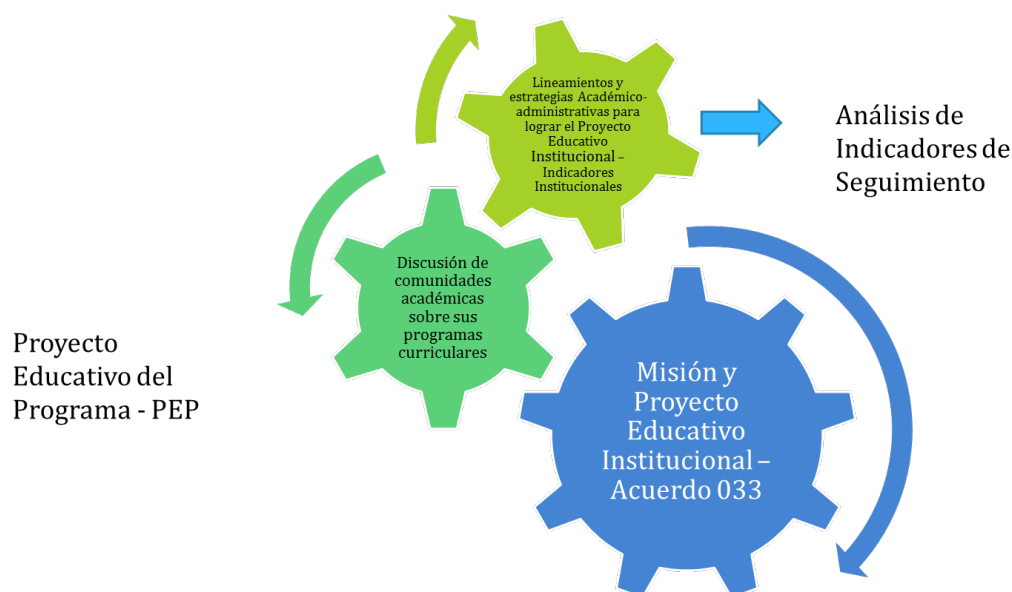 Lineamientos y
estrategias Académico-
administrativas para
lograr el Proyecto
Educativo
Institucional –
Indicadores
Institucionales
Análisis de
Indicadores de
Seguimiento
Discusión de
comunidades
académicas
sobre sus
programas
curriculares
Proyecto
Educativo del
Programa - PEP
Misión y
Proyecto
Educativo
Institucional –
Acuerdo 033